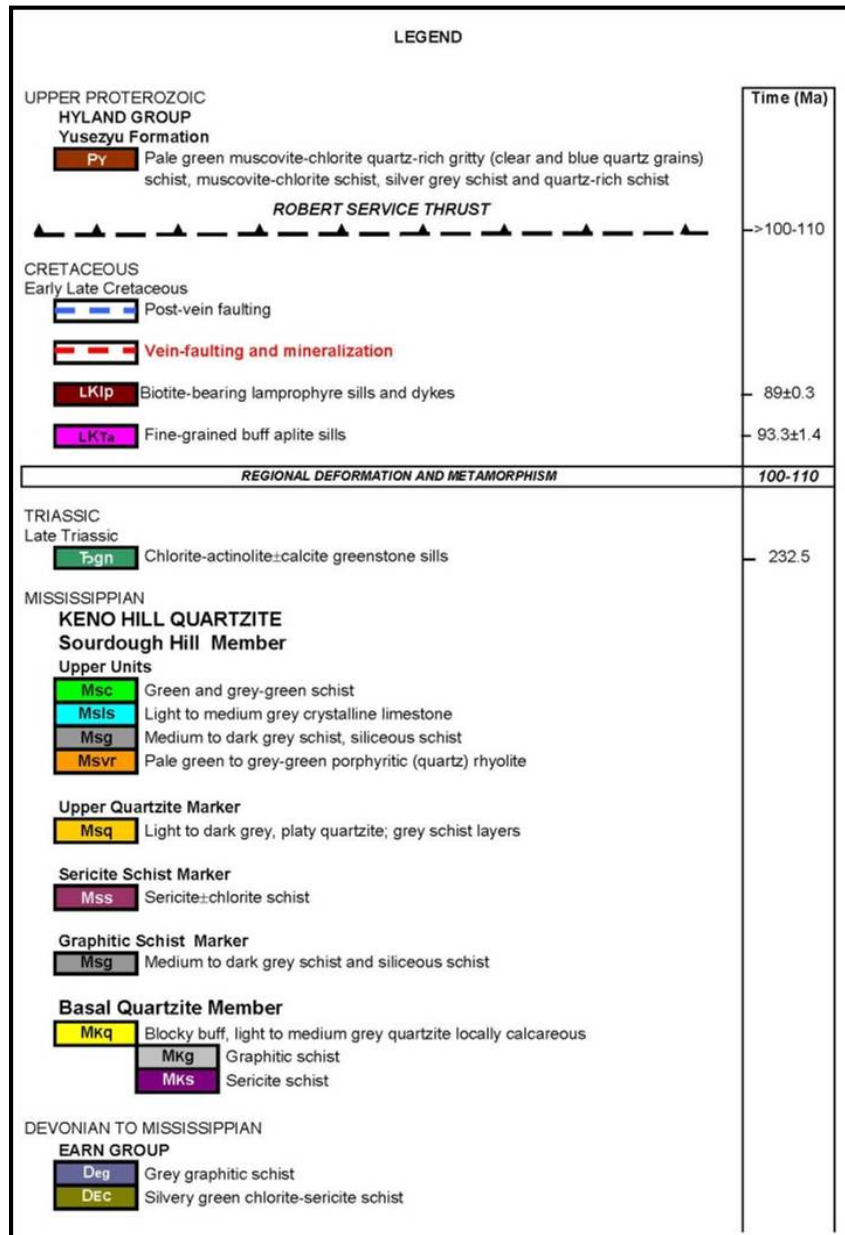 LEGEND
Time (Ma)
UPPER PROTEROZOIC
HYLAND GROUP
Yusezyu Formation
PY Pale green muscovite-chlorite quartz-rich gritty (clear and blue quartz grains)
schist, muscovite-chlorite schist, silver grey schist and quartz-rich schist
ROBERT SERVICE THRUST
>100-110
CRETACEOUS
Early Late Cretaceous
Post-vein faulting
Vein-faulting and mineralization
LKlp Biotite-bearing lamprophyre sills and dykes 89±0.3
LKTa Fine-grained buff aplite sills 93.3±1.4
REGIONAL DEFORMATION AND METAMORPHISM 100-110
TRIASSIC
Late Triassic
Ꞇgn Chlorite-actinolite±calcite greenstone sills 232.5
MISSISSIPPIAN
KENO HILL QUARTZITE
Sourdough Hill Member
Upper Units
Msc Green and grey-green schist
Msls Light to medium grey crystalline limestone
Msg Medium to dark grey schist, siliceous schist
Msvr Pale green to grey-green porphyritic (quartz) rhyolite
Upper Quartzite Marker
Msq Light to dark grey, platy quartzite; grey schist layers
Sericite Schist Marker
Mss Sericite±chlorite schist
Graphitic Schist Marker
Msg Medium to dark grey schist and siliceous schist
Basal Quartzite Member
MKq Blocky buff, light to medium grey quartzite locally calcareous
MKg Graphitic schist
MKs Sericite schist
DEVONIAN TO MISSISSIPPIAN
EARN GROUP
Deg Grey graphitic schist
DEC Silvery green chlorite-sericite schist